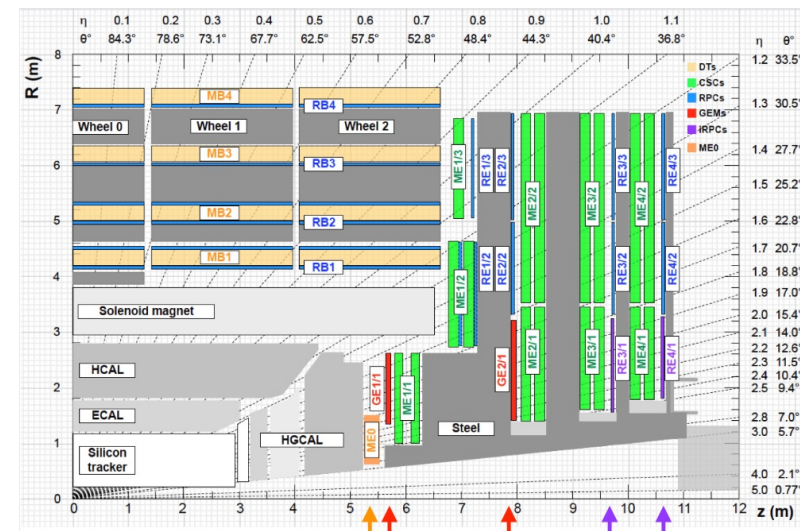 η 0.1 0.2 0.3 0.4 0.5 0.6 0.7 0.8 0.9 1.0 1.1
θ° 84.3° 78.6° 73.1° 67.7° 62.5° 57.5° 52.8° 48.4° 44.3° 40.4° 36.8° η θ°
R (m)
8
7
6
5
4
3
2
1
0
1.2 33.5°
1.3 30.5°
1.4 27.7°
1.5 25.2°
1.6 22.8°
1.7 20.7°
1.8 18.8°
1.9 17.0°
2.0 15.4°
2.1 14.0°
2.2 12.6°
2.3 11.5°
2.4 10.4°
2.5 9.4°
2.8 7.0°
3.0 5.7°
4.0 2.1°
5.0 0.77°
DTs
CSCs
RPCs
GEMs
iRPCs
ME0
MB4
RB4
Wheel 0
Wheel 1
Wheel 2
MB3
RB3
MB2
RB2
MB1
RB1
ME1/3
RE1/3
RE2/3
ME2/2
ME3/2
RE3/3
ME4/2
RE4/3
ME1/2
RE1/2
RE2/2
RE3/2
RE4/2
Solenoid magnet
HCAL
ECAL
Silicon
tracker
HGCAL
ME0
GE1/1
ME1/1
Steel
GE2/1
ME2/1
ME3/1
RE3/1
ME4/1
RE4/1
0 1 2 3 4 5 6 7 8 9 10 11 12
z (m)